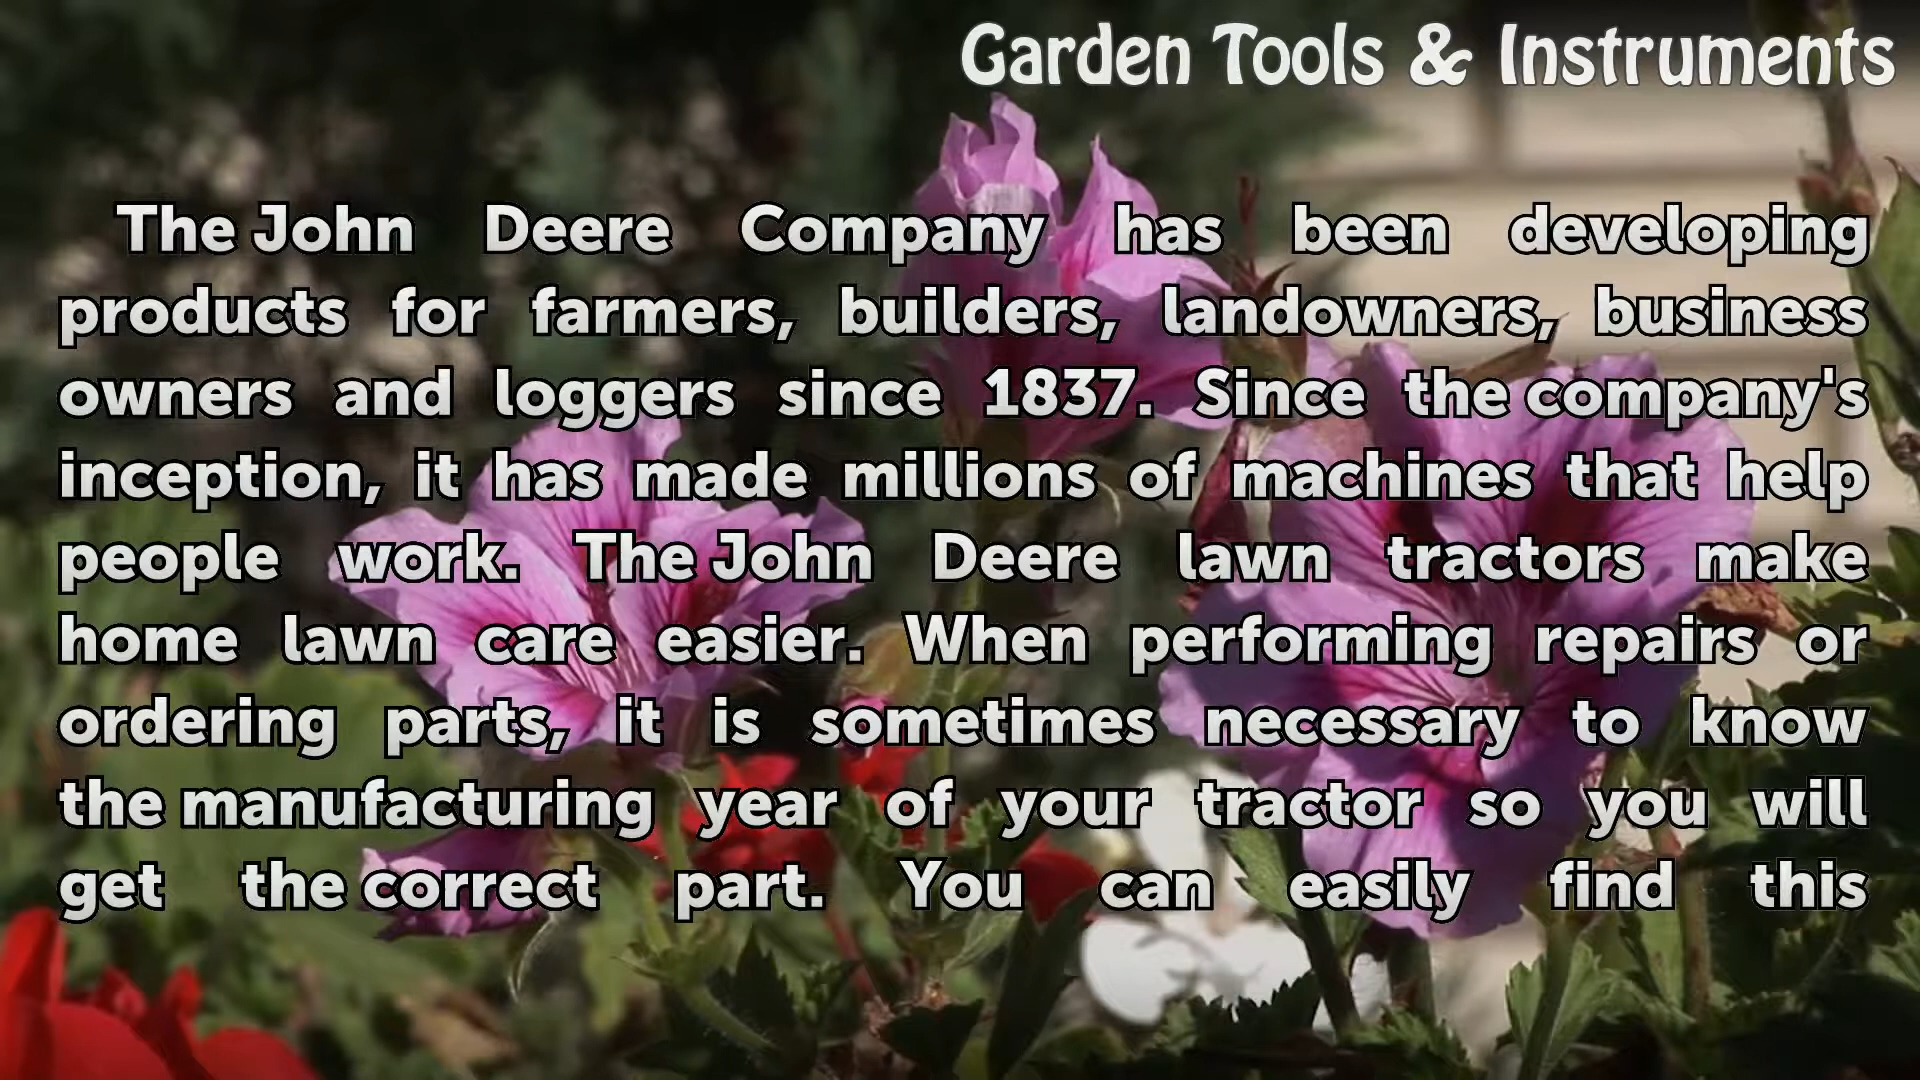 Garden Tools & Instruments
The John Deere Company has been developing
products for farmers, builders, landowners, business
owners and loggers since 1837. Since the company's
inception, it has made millions of machines that help
people work. The John Deere lawn tractors make
home lawn care easier. When performing repairs or
ordering parts, it is sometimes necessary to know
the manufacturing year of your tractor so you will
get the correct part. You can easily find this